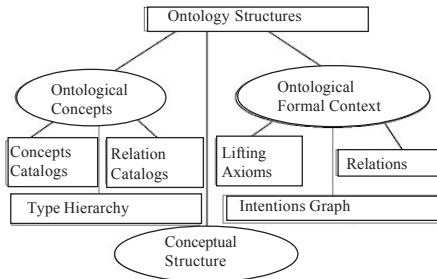 Ontology Structures
Ontological
Concepts
Ontological
Formal Context
Concepts
Catalogs
Relation
Catalogs
Lifting
Axioms
Relations
Type Hierarchy
Intentions Graph
Conceptual
Structure